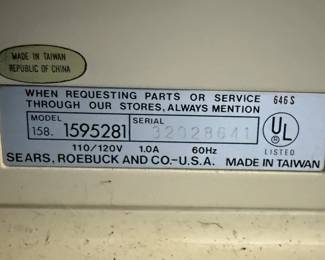 MADE IN TAIWAN
REPUBLIC OF CHINA
WHEN REQUESTING PARTS OR SERVICE
THROUGH OUR STORES, ALWAYS MENTION
646S
MODEL
158. 1595281
SERIAL
32028641
UL
LISTED
110/120V 1.0A 60Hz
SEARS, ROEBUCK AND CO.-U.S.A. MADE IN TAIWAN